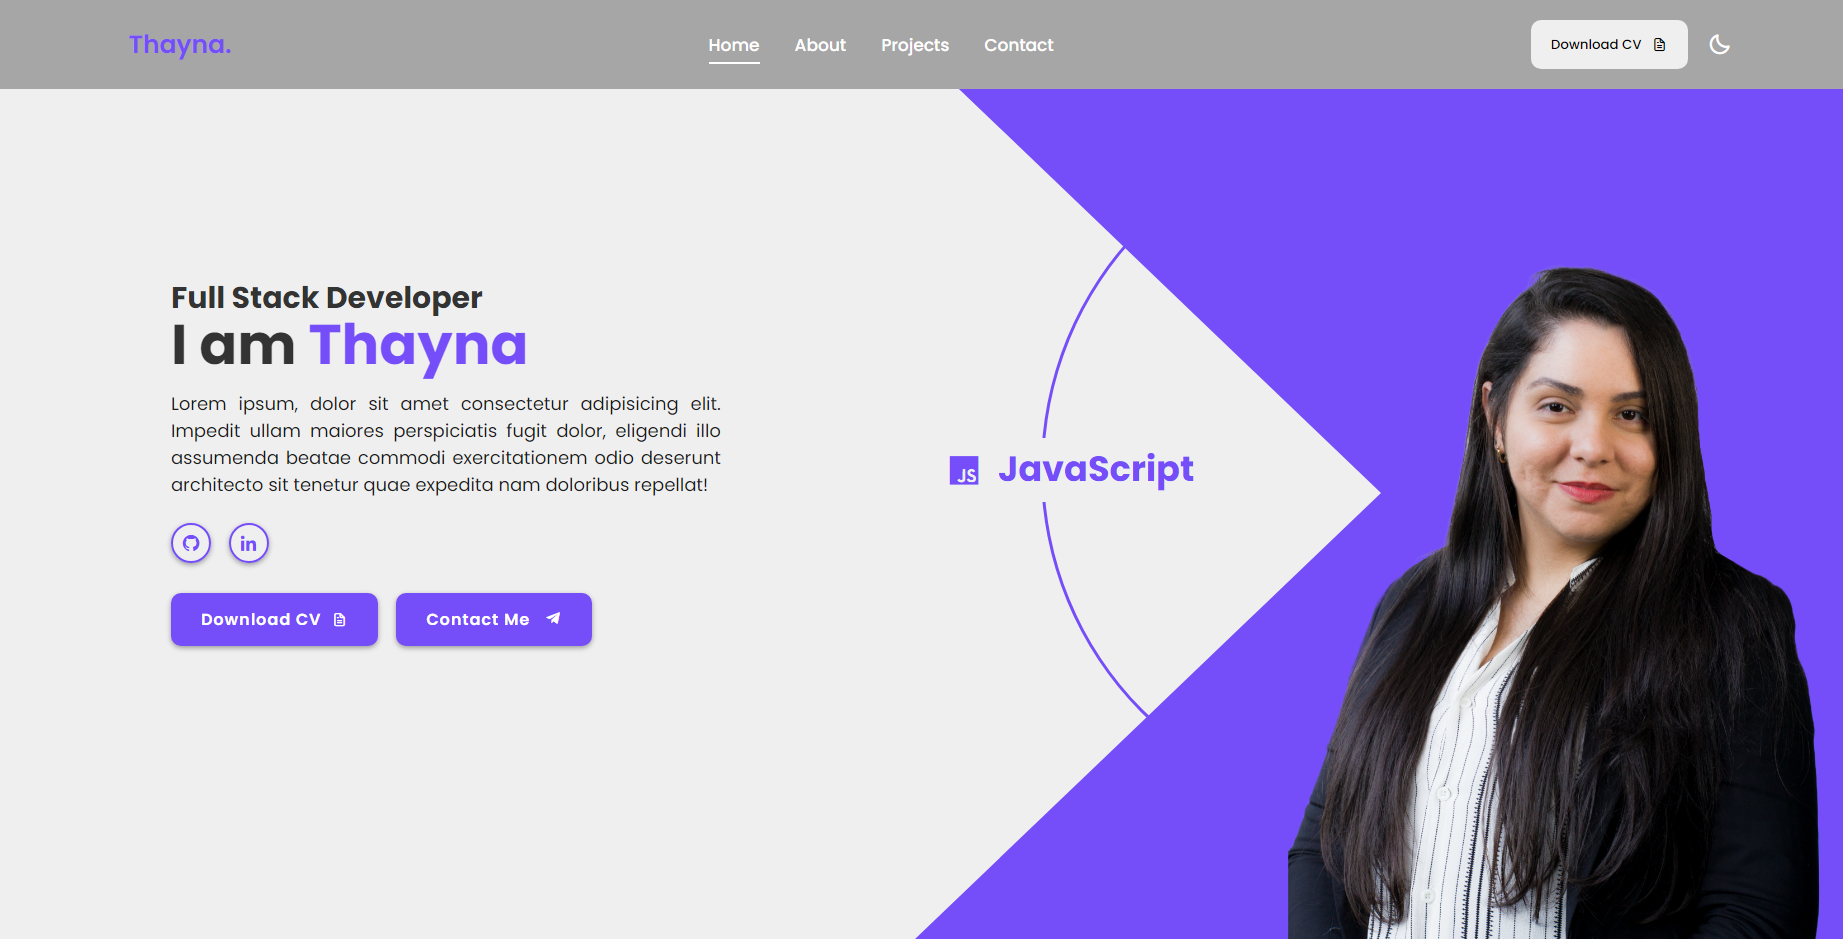 Thayna.
Home About Projects Contact
Download CV
Full Stack Developer
I am Thayna
Lorem ipsum, dolor sit amet consectetur adipisicing elit.
Impedit ullam maiores perspiciatis fugit dolor, eligendi illo
assumenda beatae commodi exercitationem odio deserunt
architecto sit tenetur quae expedita nam doloribus repellat!
in
Download CV
Contact Me
JS JavaScript